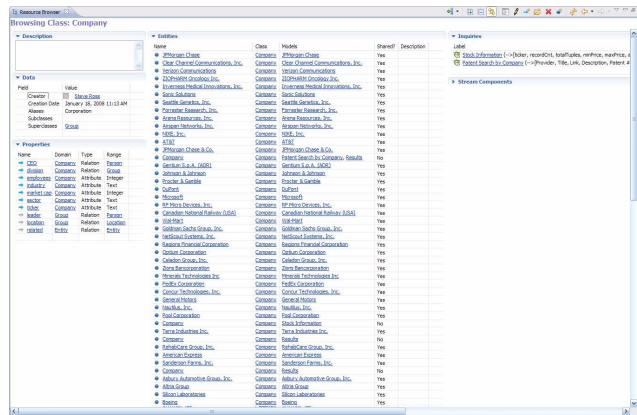 Resource Browser
Browsing Class: Company
Description
Data
Field Value
Creator Steve Ross
Creation Date January 18, 2008 11:13 AM
Aliases Corporation
Subclasses
Superclasses Group
Properties
Name Domain Type Range
CEO Company Relation Person
division Company Relation Group
employees Company Attribute Integer
industry Company Attribute Text
market cap Company Attribute Integer
sector Company Attribute Text
ticker Company Attribute Text
leader Group Relation Person
location Group Relation Location
related Entity Relation Entity
Entities
Name Class Models Shared? Description
JPMorgan Chase Company JPMorgan Chase Yes
Clear Channel Communications, Inc. Company Clear Channel Communications, Inc. Yes
Verizon Communications Company Verizon Communications Yes
ZIOPHARM Oncology Inc. Company ZIOPHARM Oncology Inc. Yes
Inverness Medical Innovations, Inc. Company Inverness Medical Innovations, Inc. Yes
Sonic Solutions Company Sonic Solutions Yes
Seattle Genetics, Inc. Company Seattle Genetics, Inc. Yes
Forrester Research, Inc. Company Forrester Research, Inc. Yes
Arena Resources, Inc. Company Arena Resources, Inc. Yes
Airspan Networks, Inc. Company Airspan Networks, Inc. Yes
NIKE, Inc. Company NIKE, Inc. Yes
AT&T Company AT&T Yes
JPMorgan Chase & Co. Company JPMorgan Chase & Co. Yes
Company Company Patent Search by Company, Results No
Gentium S.p.A. (ADR) Company Gentium S.p.A. (ADR) Yes
Johnson & Johnson Company Johnson & Johnson Yes
Procter & Gamble Company Procter & Gamble Yes
DuPont Company DuPont Yes
Microsoft Company Microsoft Yes
RF Micro Devices, Inc. Company RF Micro Devices, Inc. Yes
Canadian National Railway (USA) Company Canadian National Railway (USA) Yes
Wal-Mart Company Wal-Mart Yes
Goldman Sachs Group, Inc. Company Goldman Sachs Group, Inc. Yes
NetScout Systems, Inc. Company NetScout Systems, Inc. Yes
Regions Financial Corporation Company Regions Financial Corporation Yes
Optium Corporation Company Optium Corporation Yes
Celadon Group, Inc. Company Celadon Group, Inc. Yes
Zions Bancorporation Company Zions Bancorporation Yes
Minerals Technologies Inc Company Minerals Technologies Inc Yes
FedEx Corporation Company FedEx Corporation Yes
Concur Technologies, Inc. Company Concur Technologies, Inc. Yes
General Motors Company General Motors Yes
Nautilus, Inc. Company Nautilus, Inc. Yes
Pool Corporation Company Pool Corporation Yes
Company Company Stock Information No
Terra Industries Inc. Company Terra Industries Inc. Yes
Company Company Results No
RehabCare Group, Inc. Company RehabCare Group, Inc. Yes
American Express Company American Express Yes
Sanderson Farms, Inc. Company Sanderson Farms, Inc. Yes
Company Company Results No
Asbury Automotive Group, Inc. Company Asbury Automotive Group, Inc. Yes
Altria Group Company Altria Group Yes
Silicon Laboratories Company Silicon Laboratories Yes
Boeing Company Boeing Yes
Inquiries
Label
Stock Information (-->[ticker, recordCnt, totalTuples, minPrice, maxPrice, a
Patent Search by Company (-->[Provider, Title, Link, Description, Patent #
Stream Components